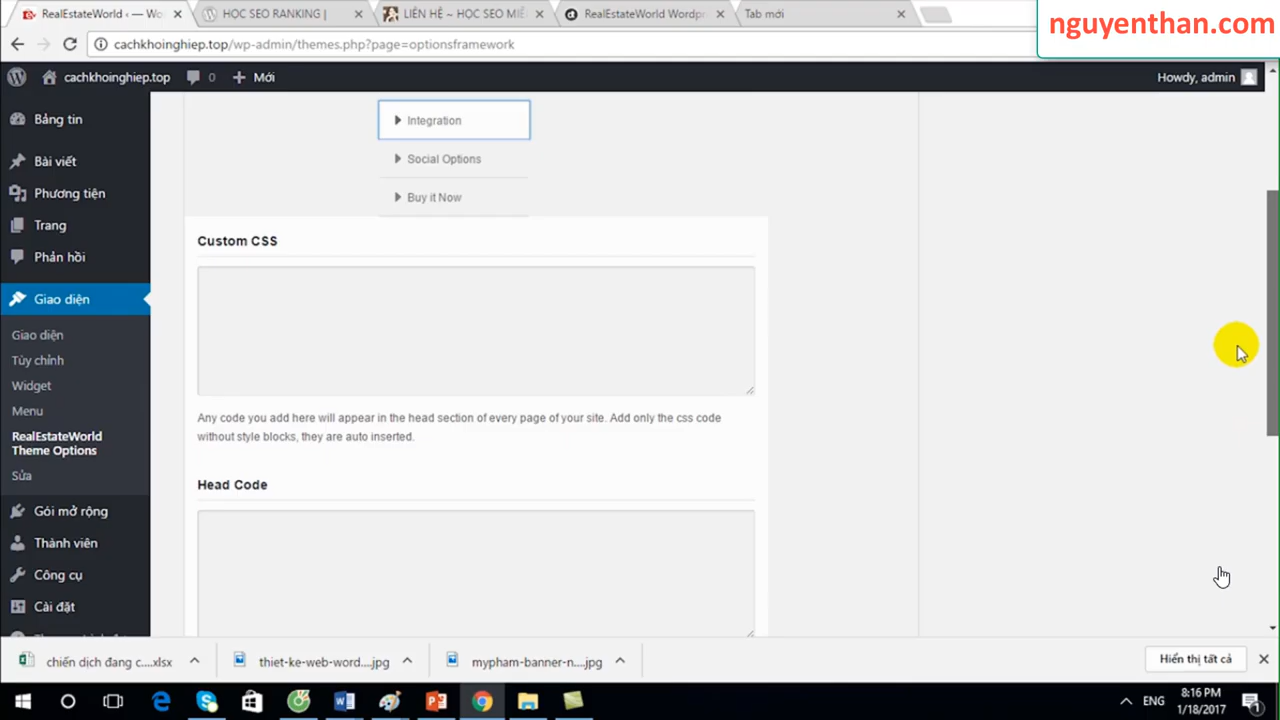 RealEstateWorld ‹ — Wo
HỌC SEO RANKING |
LIÊN HỆ ~ HỌC SEO MIỄ
RealEstateWorld Wordpr
Tab mới
nguyenthan.com
cachkhoinghiep.top/wp-admin/themes.php?page=optionsframework
cachkhoinghiep.top
0
Mới
Howdy, admin
Bảng tin
Bài viết
Phương tiện
Trang
Phản hồi
Giao diện
Giao diện
Tùy chỉnh
Widget
Menu
RealEstateWorld
Theme Options
Sửa
Gói mở rộng
Thành viên
Công cụ
Cài đặt
Integration
Social Options
Buy it Now
Custom CSS
Any code you add here will appear in the head section of every page of your site. Add only the css code
without style blocks, they are auto inserted.
Head Code
chiến dịch đang c....xlsx
thiet-ke-web-word....jpg
mypham-banner-n....jpg
Hiển thị tất cả
ENG
8:16 PM
1/18/2017